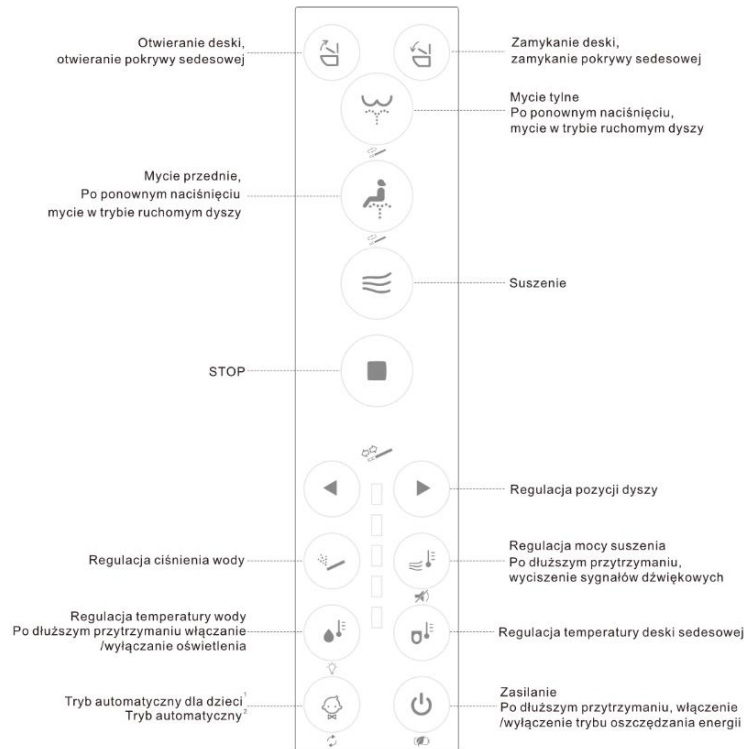 Otwieranie deski,
otwieranie pokrywy sedesowej
Zamykanie deski,
zamykanie pokrywy sedesowej
Mycie tylne
Po ponownym naciśnięciu,
mycie w trybie ruchomym dyszy
Mycie przednie,
Po ponownym naciśnięciu
mycie w trybie ruchomym dyszy
Suszenie
STOP
Regulacja pozycji dyszy
Regulacja ciśnienia wody
Regulacja mocy suszenia
Po dłuższym przytrzymaniu,
wyciszenie sygnałów dźwiękowych
Regulacja temperatury wody
Po dłuższym przytrzymaniu włączanie
/wyłączanie oświetlenia
Regulacja temperatury deski sedesowej
Tryb automatyczny dla dzieci¹
Tryb automatyczny²
Zasilanie
Po dłuższym przytrzymaniu, włączenie
/wyłączenie trybu oszczędzania energii